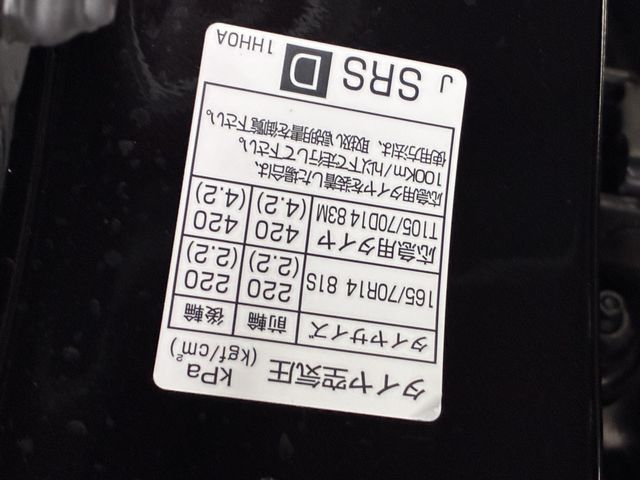 タイヤ空気圧 kPa (kgf/cm²)
タイヤサイズ 前輪 後輪
165/70R14 81S 220 (2.2) 220 (2.2)
応急用タイヤ T105/70D14 83M 420 (4.2) 420 (4.2)
応急用タイヤを装着した場合は、
100Km/h以下で走行して下さい。
使用方法は、取扱説明書を御覧下さい。
J SRS D 1HH0A